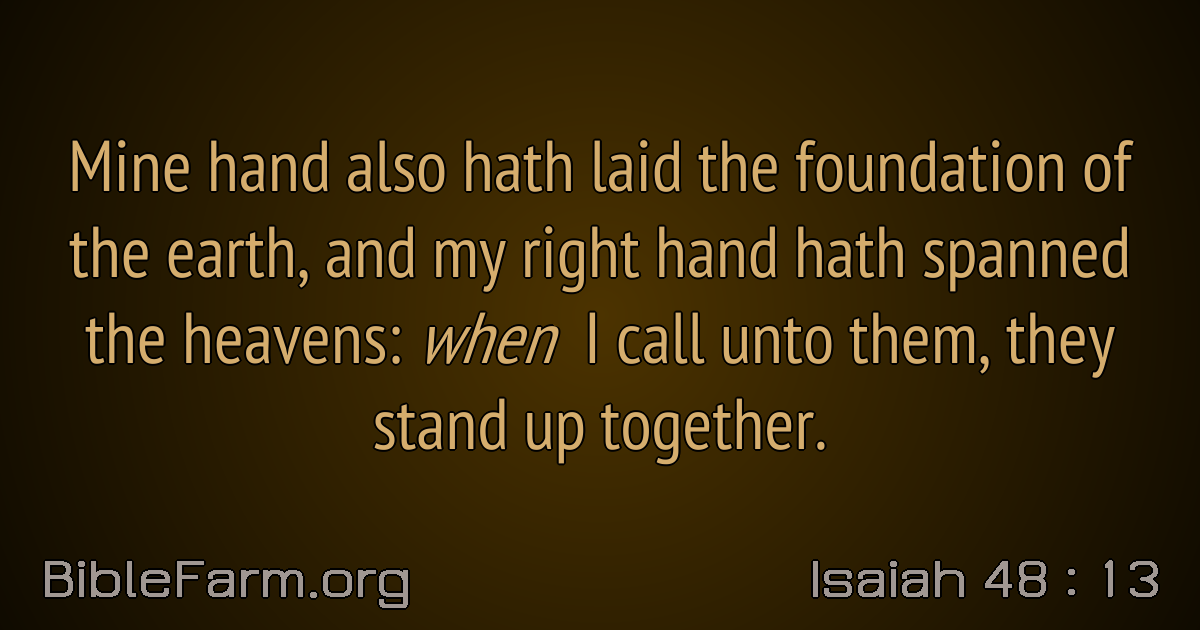 Mine hand also hath laid the foundation of
the earth, and my right hand hath spanned
the heavens: when I call unto them, they
stand up together.
BibleFarm.org
Isaiah 48 : 13